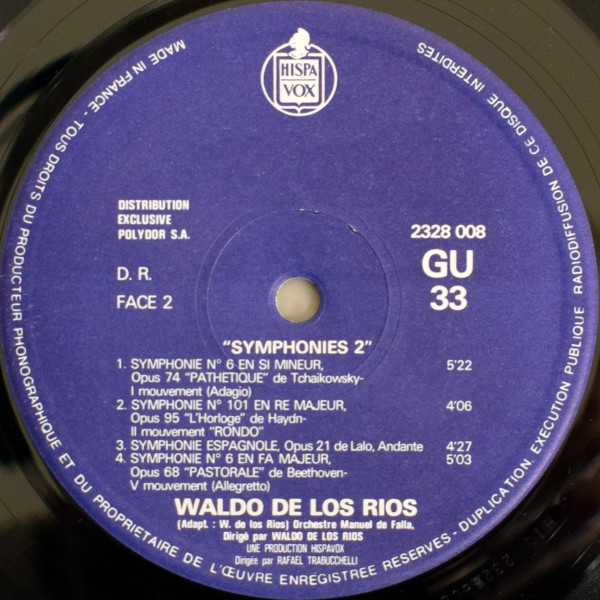 HISPA
VOX
MADE IN FRANCE - TOUS DROITS DU PRODUCTEUR PHONOGRAPHIQUE ET DU PROPRIETAIRE DE L'ŒUVRE ENREGISTREE RESERVES - DUPLICATION, EXECUTION PUBLIQUE RADIODIFFUSION DE CE DISQUE INTERDITES
DISTRIBUTION
EXCLUSIVE
POLYDOR S.A.
2328 008
D. R.
GU
FACE 2
33
"SYMPHONIES 2"
1. SYMPHONIE N° 6 EN SI MINEUR, 5'22
Opus 74 "PATHETIQUE" de Tchaikowsky-
I mouvement (Adagio)
2. SYMPHONIE N° 101 EN RE MAJEUR, 4'06
Opus 95 "L'Horloge" de Haydn-
II mouvement "RONDO"
3. SYMPHONIE ESPAGNOLE, Opus 21 de Lalo, Andante 4'27
4. SYMPHONIE N° 6 EN FA MAJEUR, 5'03
Opus 68 "PASTORALE" de Beethoven-
V mouvement (Allegretto)
WALDO DE LOS RIOS
(Adapt : W. de los Rios) Orchestre Manuel de Falla,
Dirigé par WALDO DE LOS RIOS
UNE PRODUCTION HISPAVOX
Dirigée par RAFAEL TRABUCCHELLI